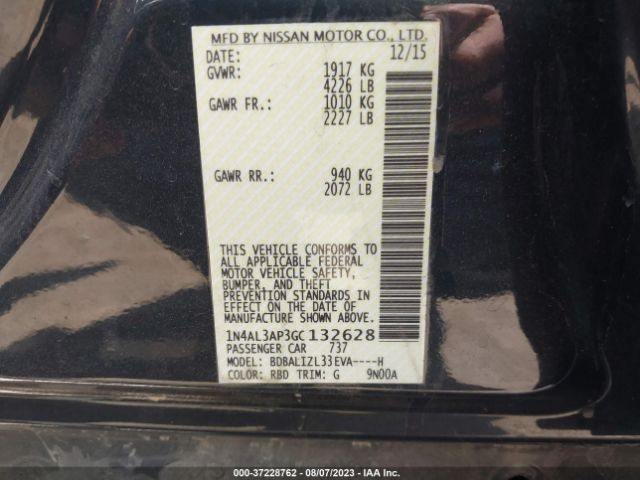 MFD BY NISSAN MOTOR CO., LTD.
DATE: 12/15
GVWR: 1917 KG
4226 LB
GAWR FR.: 1010 KG
2227 LB
GAWR RR.: 940 KG
2072 LB
THIS VEHICLE CONFORMS TO
ALL APPLICABLE FEDERAL
MOTOR VEHICLE SAFETY,
BUMPER, AND THEFT
PREVENTION STANDARDS IN
EFFECT ON THE DATE OF
MANUFACTURE SHOWN ABOVE.
1N4AL3AP3GC132628
PASSENGER CAR 737
MODEL: BDBALIZL33EVA----H
COLOR: RBD TRIM: G 9N00A
000-37228762 - 08/07/2023 - IAA Inc.